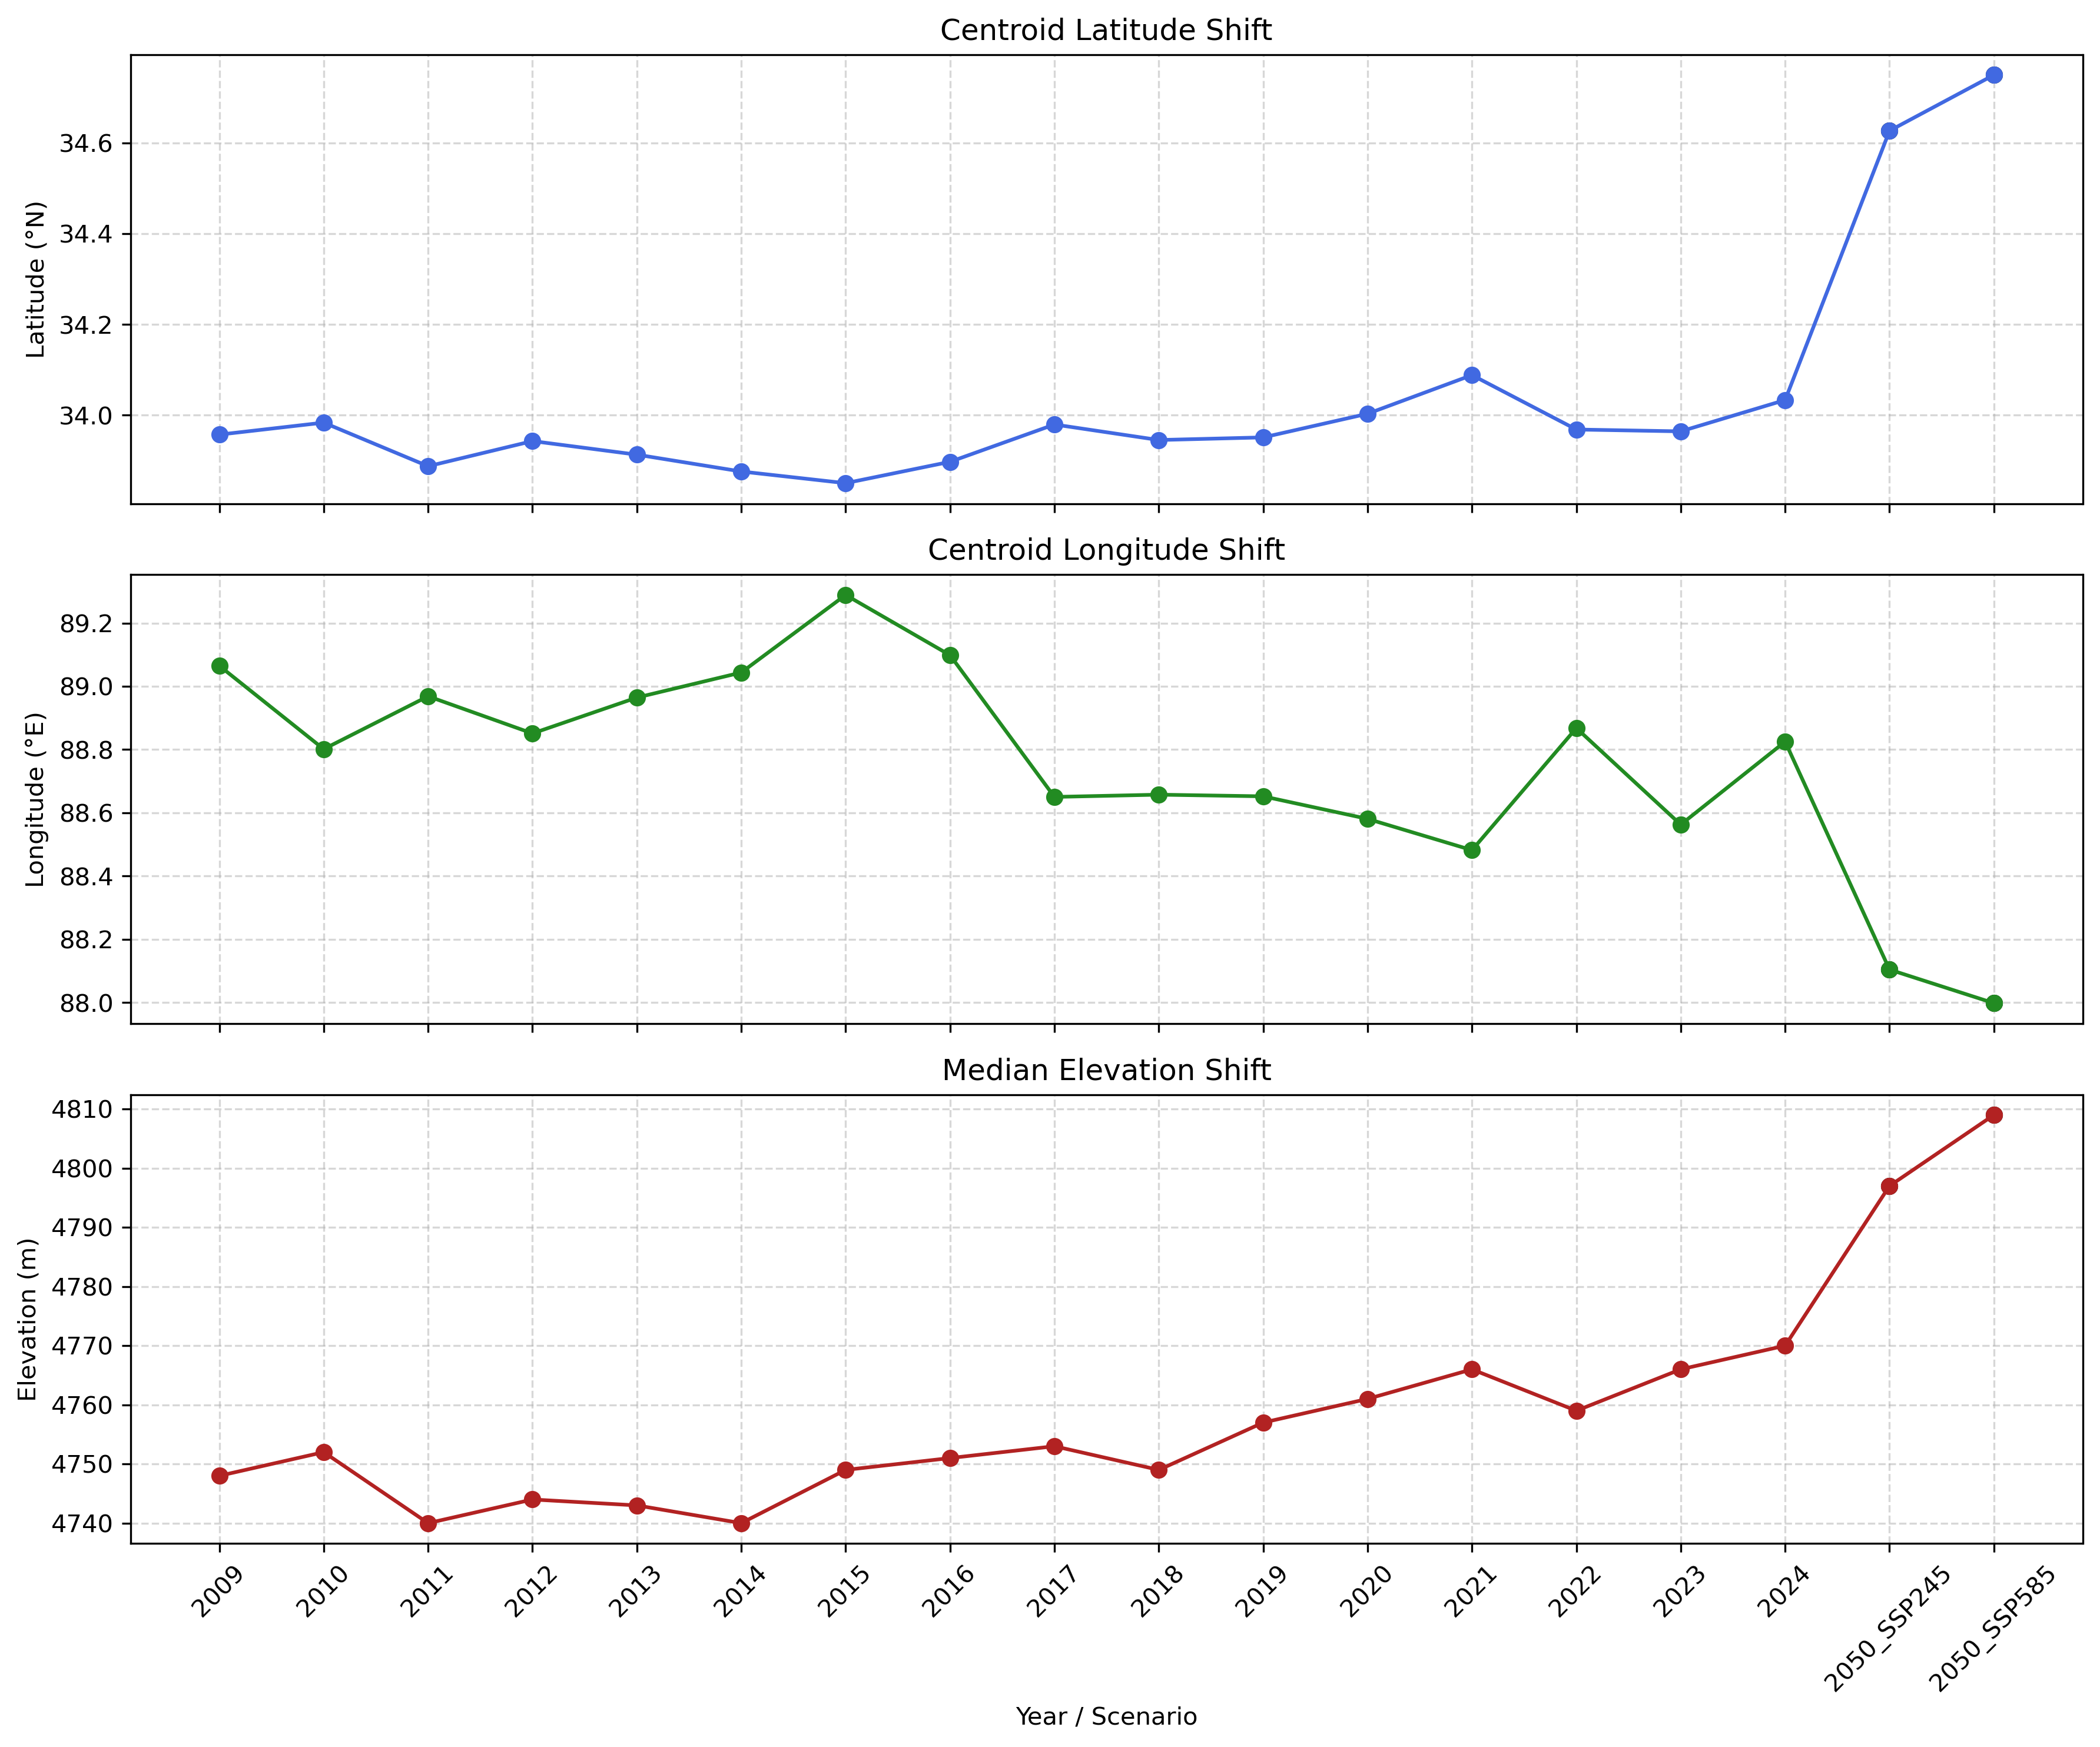 Centroid Latitude Shift
Latitude (°N)
34.6
34.4
34.2
34.0
Centroid Longitude Shift
Longitude (°E)
89.2
89.0
88.8
88.6
88.4
88.2
88.0
Median Elevation Shift
Elevation (m)
4810
4800
4790
4780
4770
4760
4750
4740
2009 2010 2011 2012 2013 2014 2015 2016 2017 2018 2019 2020 2021 2022 2023 2024 2050_SSP245 2050_SSP585
Year / Scenario